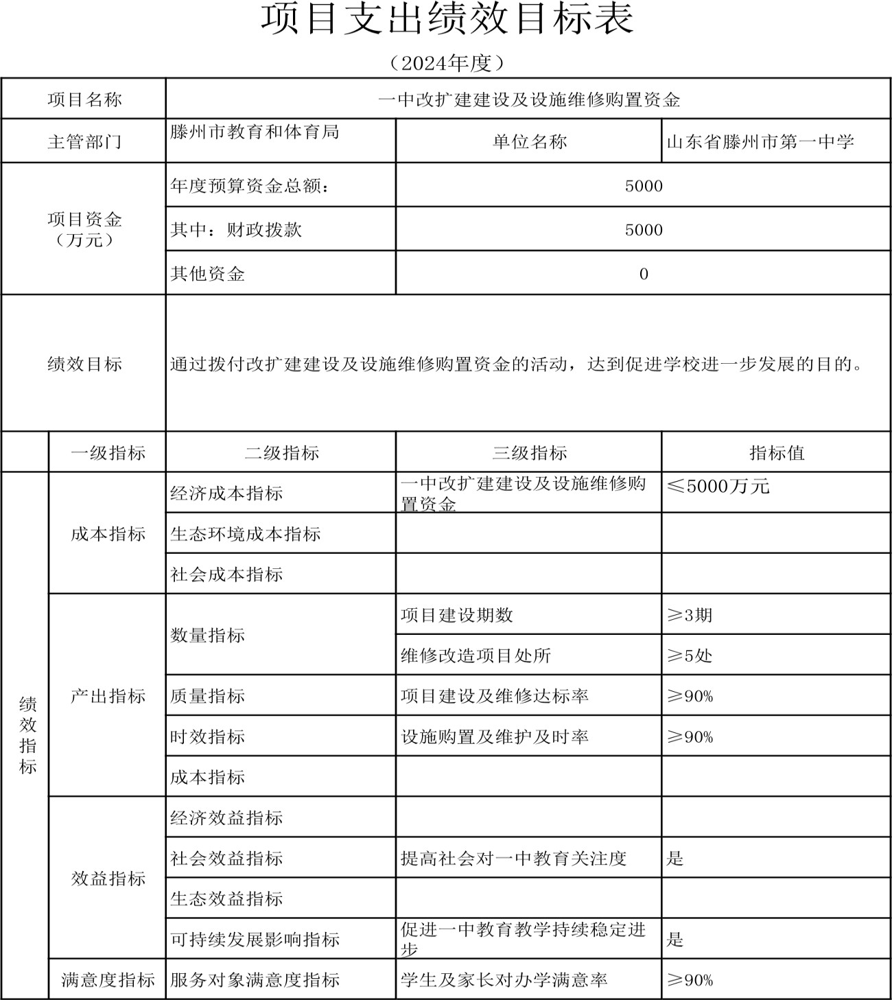 项目支出绩效目标表
（2024年度）
项目名称
一中改扩建建设及设施维修购置资金
主管部门
滕州市教育和体育局
单位名称
山东省滕州市第一中学
项目资金
（万元）
年度预算资金总额：
5000
其中：财政拨款
5000
其他资金
0
绩效目标
通过拨付改扩建建设及设施维修购置资金的活动，达到促进学校进一步发展的目的。
绩效指标
一级指标
二级指标
三级指标
指标值
成本指标
经济成本指标
一中改扩建建设及设施维修购
置资金
≤5000万元
生态环境成本指标
社会成本指标
产出指标
数量指标
项目建设期数
≥3期
维修改造项目处所
≥5处
质量指标
项目建设及维修达标率
≥90%
时效指标
设施购置及维护及时率
≥90%
成本指标
效益指标
经济效益指标
社会效益指标
提高社会对一中教育关注度
是
生态效益指标
可持续发展影响指标
促进一中教育教学持续稳定进
步
是
满意度指标
服务对象满意度指标
学生及家长对办学满意率
≥90%